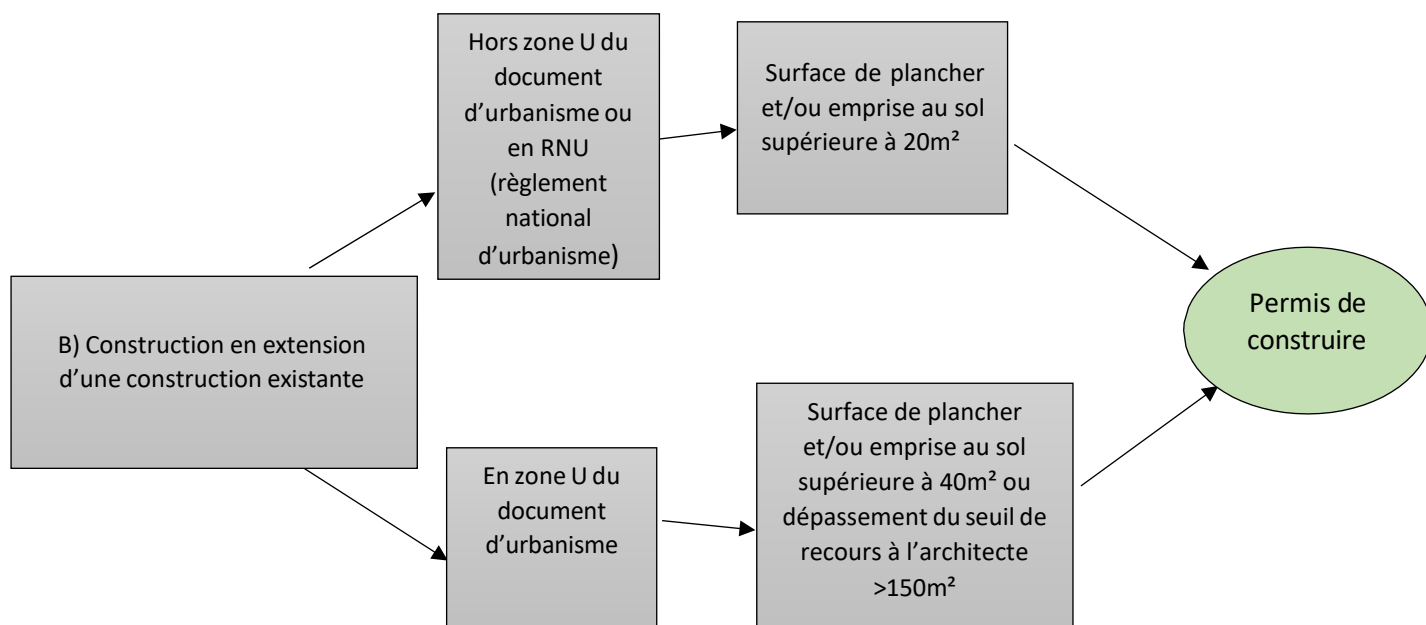 B) Construction en extension
d’une construction existante
Hors zone U du
document
d’urbanisme ou
en RNU
(règlement
national
d’urbanisme)
Surface de plancher
et/ou emprise au sol
supérieure à 20m²
En zone U du
document
d’urbanisme
Surface de plancher
et/ou emprise au sol
supérieure à 40m² ou
dépassement du seuil de
recours à l’architecte
>150m²
Permis de
construire